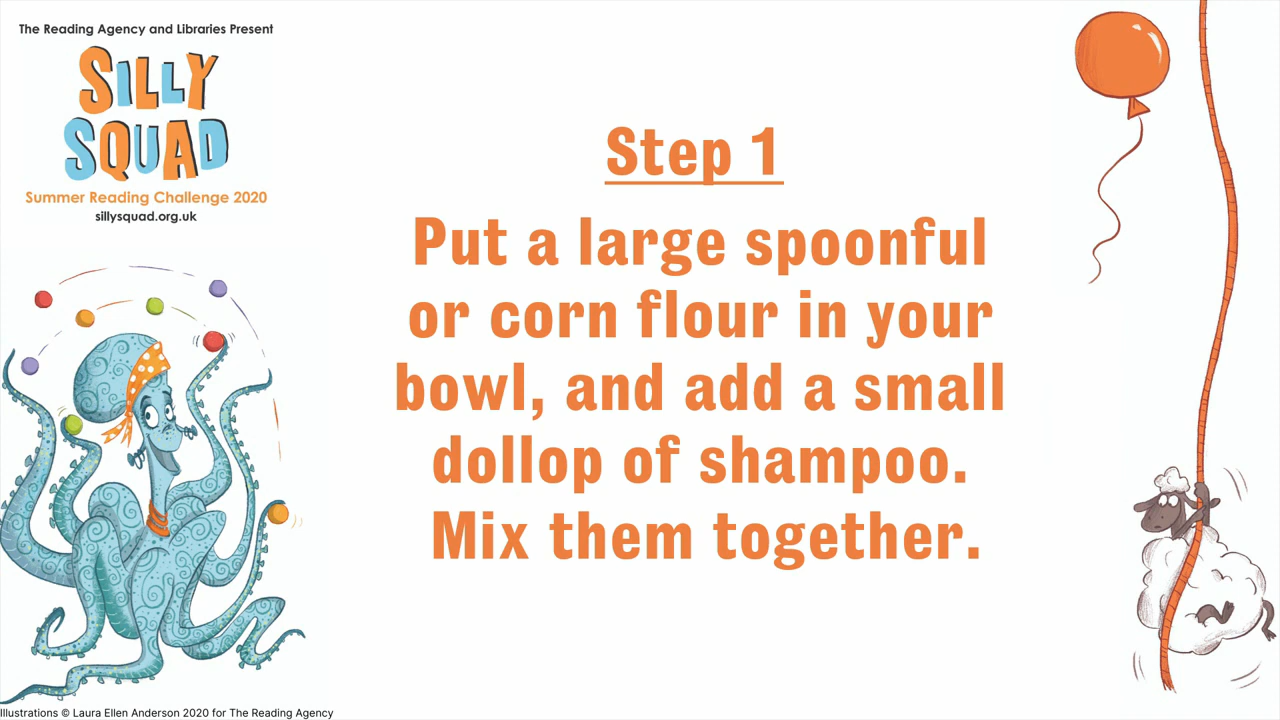 The Reading Agency and Libraries Present
SILLY
SQUAD
Summer Reading Challenge 2020
sillysquad.org.uk
Step 1
Put a large spoonful
or corn flour in your
bowl, and add a small
dollop of shampoo.
Mix them together.
Illustrations © Laura Ellen Anderson 2020 for The Reading Agency